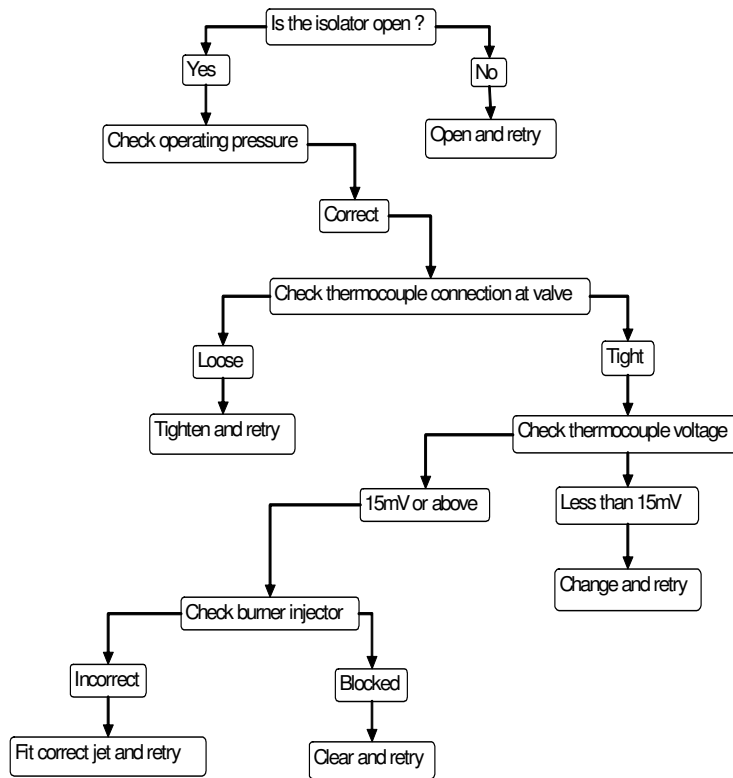 Is the isolator open ?
Yes
No
Check operating pressure
Open and retry
Correct
Check thermocouple connection at valve
Loose
Tight
Tighten and retry
Check thermocouple voltage
15mV or above
Less than 15mV
Change and retry
Check burner injector
Incorrect
Blocked
Fit correct jet and retry
Clear and retry